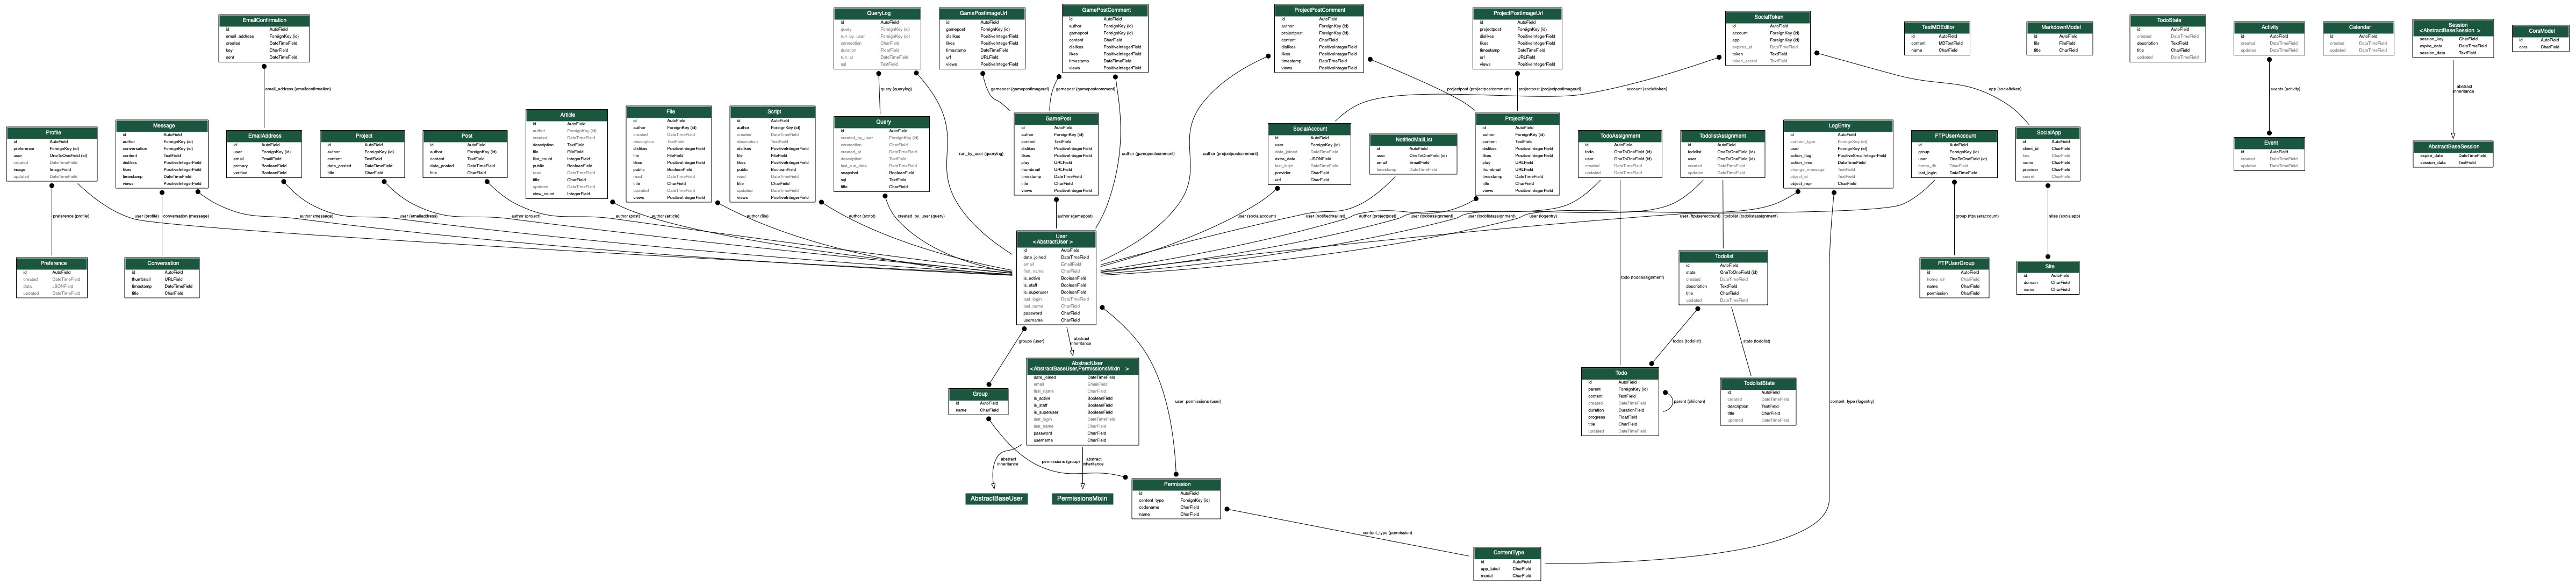 EmailConfirmation
id AutoField
email_address ForeignKey (id)
created DateTimeField
key CharField
sent DateTimeField
QueryLog
id AutoField
query ForeignKey (id)
run_by_user ForeignKey (id)
connection CharField
duration FloatField
run_at DateTimeField
sql TextField
GamePostImageUrl
id AutoField
gamepost ForeignKey (id)
dislikes PositiveIntegerField
likes PositiveIntegerField
timestamp DateTimeField
url URLField
views PositiveIntegerField
GamePostComment
id AutoField
author ForeignKey (id)
gamepost ForeignKey (id)
content CharField
dislikes PositiveIntegerField
likes PositiveIntegerField
timestamp DateTimeField
views PositiveIntegerField
ProjectPostComment
id AutoField
author ForeignKey (id)
projectpost ForeignKey (id)
content CharField
dislikes PositiveIntegerField
likes PositiveIntegerField
timestamp DateTimeField
views PositiveIntegerField
ProjectPostImageUrl
id AutoField
projectpost ForeignKey (id)
dislikes PositiveIntegerField
likes PositiveIntegerField
timestamp DateTimeField
url URLField
views PositiveIntegerField
SocialToken
id AutoField
account ForeignKey (id)
app ForeignKey (id)
expires_at DateTimeField
token TextField
token_secret TextField
TestMDEditor
id AutoField
content MDTextField
name CharField
MarkdownModel
id AutoField
file FileField
title CharField
TodoState
id AutoField
created DateTimeField
description TextField
title CharField
updated DateTimeField
Activity
id AutoField
created DateTimeField
updated DateTimeField
Calendar
id AutoField
created DateTimeField
updated DateTimeField
Session
<AbstractBaseSession >
session_key CharField
expire_date DateTimeField
session_data TextField
CorsModel
id AutoField
cors CharField
email_address (emailconfirmation)
query (querylog)
gamepost (gamepostimageurl)
gamepost (gamepostcomment)
projectpost (projectpostcomment)
projectpost (projectpostimageurl)
account (socialtoken)
app (socialtoken)
events (activity)
abstract
inheritance
Profile
id AutoField
preference ForeignKey (id)
user OneToOneField (id)
created DateTimeField
image ImageField
updated DateTimeField
Message
id AutoField
author ForeignKey (id)
conversation ForeignKey (id)
content TextField
dislikes PositiveIntegerField
likes PositiveIntegerField
timestamp DateTimeField
views PositiveIntegerField
EmailAddress
id AutoField
user ForeignKey (id)
email EmailField
primary BooleanField
verified BooleanField
Project
id AutoField
author ForeignKey (id)
content TextField
date_posted DateTimeField
title CharField
Post
id AutoField
author ForeignKey (id)
content TextField
date_posted DateTimeField
title CharField
Article
id AutoField
author ForeignKey (id)
created DateTimeField
description TextField
file FileField
like_count IntegerField
public BooleanField
read DateTimeField
title CharField
updated DateTimeField
view_count IntegerField
File
id AutoField
author ForeignKey (id)
created DateTimeField
description TextField
dislikes PositiveIntegerField
file FileField
likes PositiveIntegerField
public BooleanField
read DateTimeField
title CharField
updated DateTimeField
views PositiveIntegerField
Script
id AutoField
author ForeignKey (id)
created DateTimeField
description TextField
dislikes PositiveIntegerField
file FileField
likes PositiveIntegerField
public BooleanField
read DateTimeField
title CharField
updated DateTimeField
views PositiveIntegerField
Query
id AutoField
created_by_user ForeignKey (id)
connection CharField
created_at DateTimeField
description TextField
last_run_date DateTimeField
snapshot BooleanField
sql TextField
title CharField
GamePost
id AutoField
author ForeignKey (id)
content TextField
dislikes PositiveIntegerField
likes PositiveIntegerField
play URLField
thumbnail URLField
timestamp DateTimeField
title CharField
views PositiveIntegerField
SocialAccount
id AutoField
user ForeignKey (id)
date_joined DateTimeField
extra_data JSONField
last_login DateTimeField
provider CharField
uid CharField
NotifiedMailList
id AutoField
user OneToOneField (id)
email EmailField
timestamp DateTimeField
ProjectPost
id AutoField
author ForeignKey (id)
content TextField
dislikes PositiveIntegerField
likes PositiveIntegerField
play URLField
thumbnail URLField
timestamp DateTimeField
title CharField
views PositiveIntegerField
TodoAssignment
id AutoField
todo OneToOneField (id)
user OneToOneField (id)
created DateTimeField
updated DateTimeField
TodolistAssignment
id AutoField
todolist OneToOneField (id)
user OneToOneField (id)
created DateTimeField
updated DateTimeField
LogEntry
id AutoField
content_type ForeignKey (id)
user ForeignKey (id)
action_flag PositiveSmallIntegerField
action_time DateTimeField
change_message TextField
object_id TextField
object_repr CharField
FTPUserAccount
id AutoField
group ForeignKey (id)
user OneToOneField (id)
home_dir CharField
last_login DateTimeField
SocialApp
id AutoField
client_id CharField
key CharField
name CharField
provider CharField
secret CharField
Event
id AutoField
created DateTimeField
updated DateTimeField
AbstractBaseSession
expire_date DateTimeField
session_data TextField
run_by_user (querylog)
author (gamepostcomment)
author (projectpostcomment)
preference (profile)
user (profile)
conversation (message)
author (message)
user (emailaddress)
author (project)
author (post)
author (article)
author (file)
author (script)
created_by_user (query)
author (gamepost)
user (socialaccount)
user (notifiedmaillist)
author (projectpost)
user (todoassignment)
user (todolistassignment)
user (logentry)
user (ftpuseraccount)
todolist (todolistassignment)
group (ftpuseraccount)
sites (socialapp)
Preference
id AutoField
created DateTimeField
data JSONField
updated DateTimeField
Conversation
id AutoField
thumbnail URLField
timestamp DateTimeField
title CharField
User
<AbstractUser >
id AutoField
date_joined DateTimeField
email EmailField
first_name CharField
is_active BooleanField
is_staff BooleanField
is_superuser BooleanField
last_login DateTimeField
last_name CharField
password CharField
username CharField
Todolist
id AutoField
state OneToOneField (id)
created DateTimeField
description TextField
title CharField
updated DateTimeField
FTPUserGroup
id AutoField
home_dir CharField
name CharField
permission CharField
Site
id AutoField
domain CharField
name CharField
todo (todoassignment)
groups (user)
abstract
inheritance
todos (todolist)
state (todolist)
AbstractUser
<AbstractBaseUser,PermissionsMixin >
date_joined DateTimeField
email EmailField
first_name CharField
is_active BooleanField
is_staff BooleanField
is_superuser BooleanField
last_login DateTimeField
last_name CharField
password CharField
username CharField
Group
id AutoField
name CharField
user_permissions (user)
Todo
id AutoField
parent ForeignKey (id)
content TextField
created DateTimeField
duration DurationField
progress FloatField
title CharField
updated DateTimeField
parent (children)
TodolistState
id AutoField
created DateTimeField
description TextField
title CharField
updated DateTimeField
content_type (logentry)
abstract
inheritance
permissions (group)
abstract
inheritance
AbstractBaseUser
PermissionsMixin
Permission
id AutoField
content_type ForeignKey (id)
codename CharField
name CharField
content_type (permission)
ContentType
id AutoField
app_label CharField
model CharField